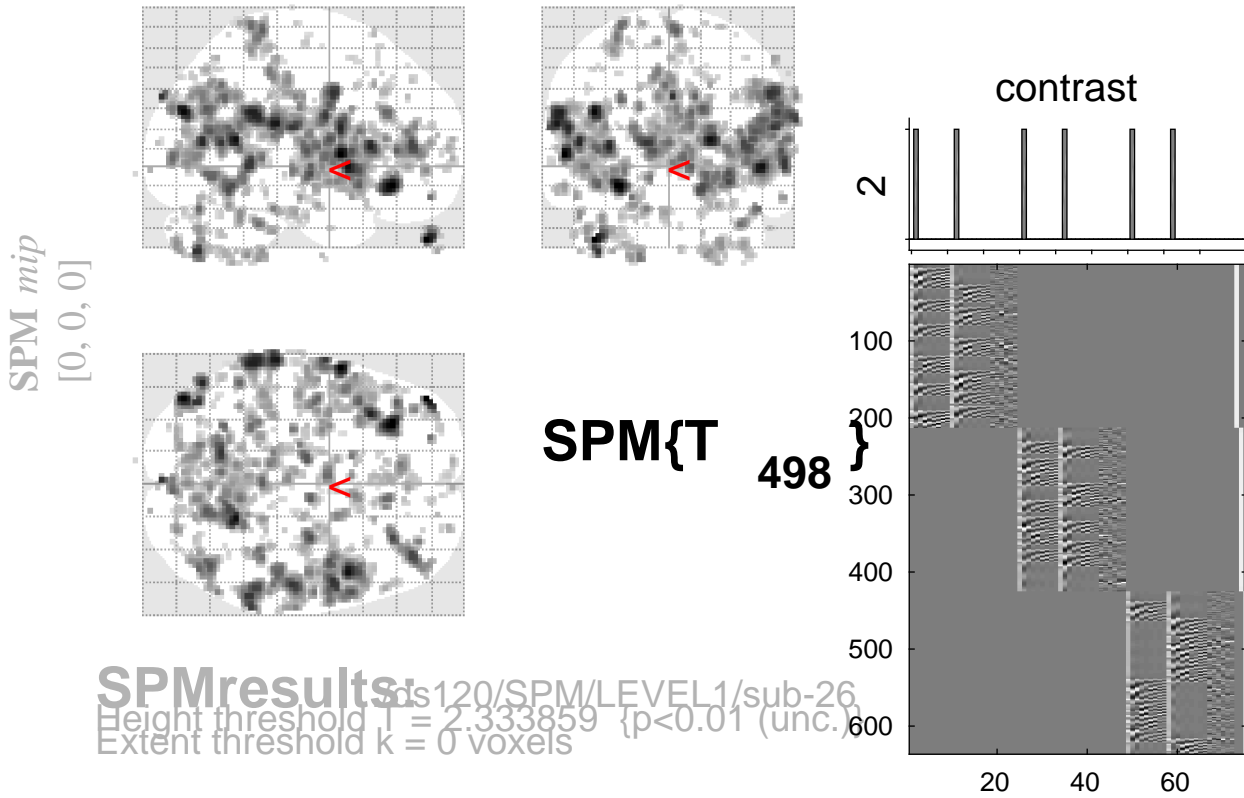 SPM mip
[0, 0, 0]
<
<
<
SPM{T498}
contrast
2
100
200
300
400
500
600
20
40
60
SPMresults: /ds120/SPM/LEVEL1/sub-26
Height threshold T = 2.333859 {p<0.01 (unc.)}
Extent threshold k = 0 voxels